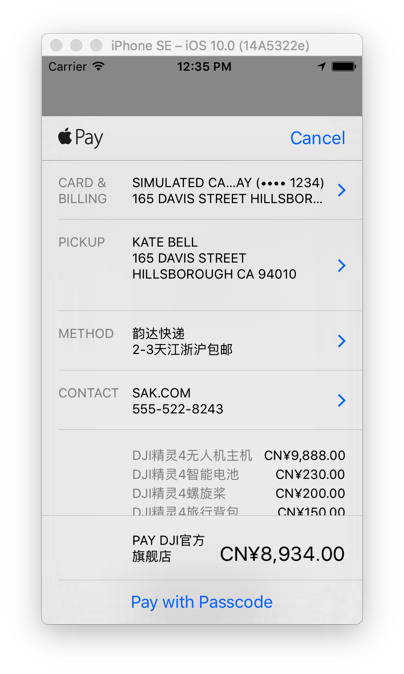 iPhone SE – iOS 10.0 (14A5322e)
Carrier 12:35 PM
Pay Cancel
CARD & BILLING
SIMULATED CA...AY (•••• 1234)
165 DAVIS STREET HILLSBOR...
PICKUP
KATE BELL
165 DAVIS STREET
HILLSBOROUGH CA 94010
METHOD
韵达快递
2-3天江浙沪包邮
CONTACT
SAK.COM
555-522-8243
DJI精灵4无人机主机 CN¥9,888.00
DJI精灵4智能电池 CN¥230.00
DJI精灵4螺旋桨 CN¥200.00
DJI精灵4旅行背包 CN¥150.00
PAY DJI官方
旗舰店 CN¥8,934.00
Pay with Passcode